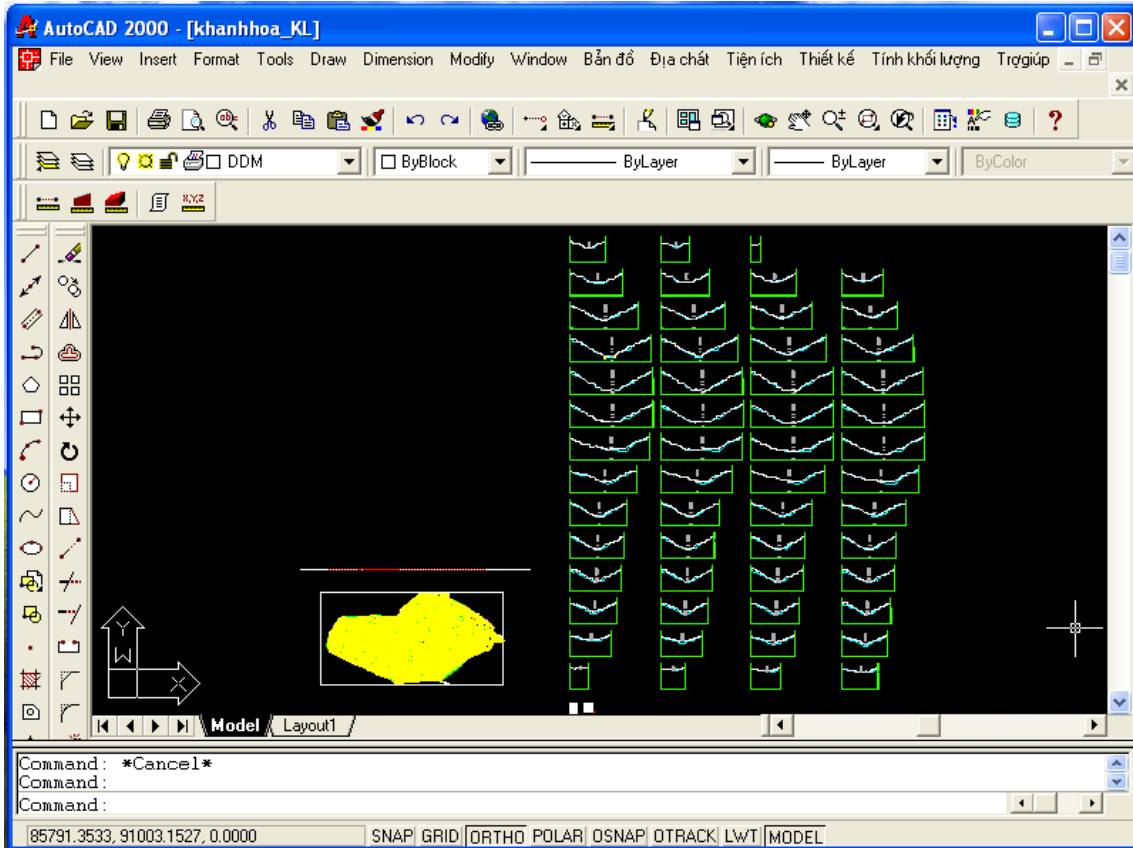 AutoCAD 2000 - [khanhhoa_KL]
File View Insert Format Tools Draw Dimension Modify Window Bản đồ Địa chất Tiện ích Thiết kế Tính khối lượng Trợgiúp
DDM ByBlock ByLayer ByLayer ByColor
X,Y,Z
Y
W
X
Model Layout1
Command: *Cancel*
Command:
Command:
85791.3533, 91003.1527, 0.0000 SNAP GRID ORTHO POLAR OSNAP OTRACK LWT MODEL